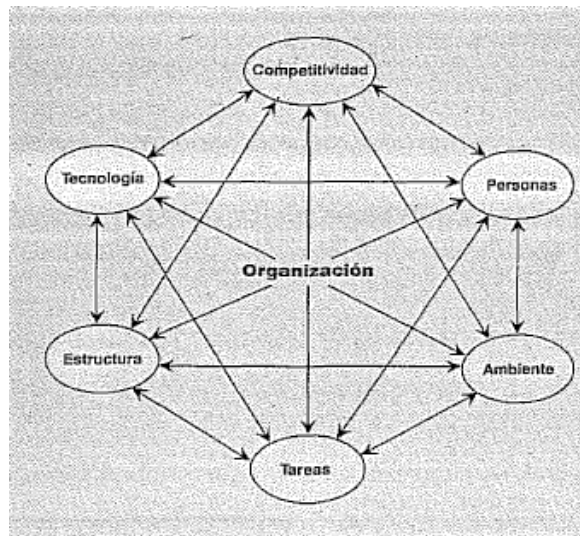 Competitividad
Tecnología
Personas
Organización
Estructura
Ambiente
Tareas